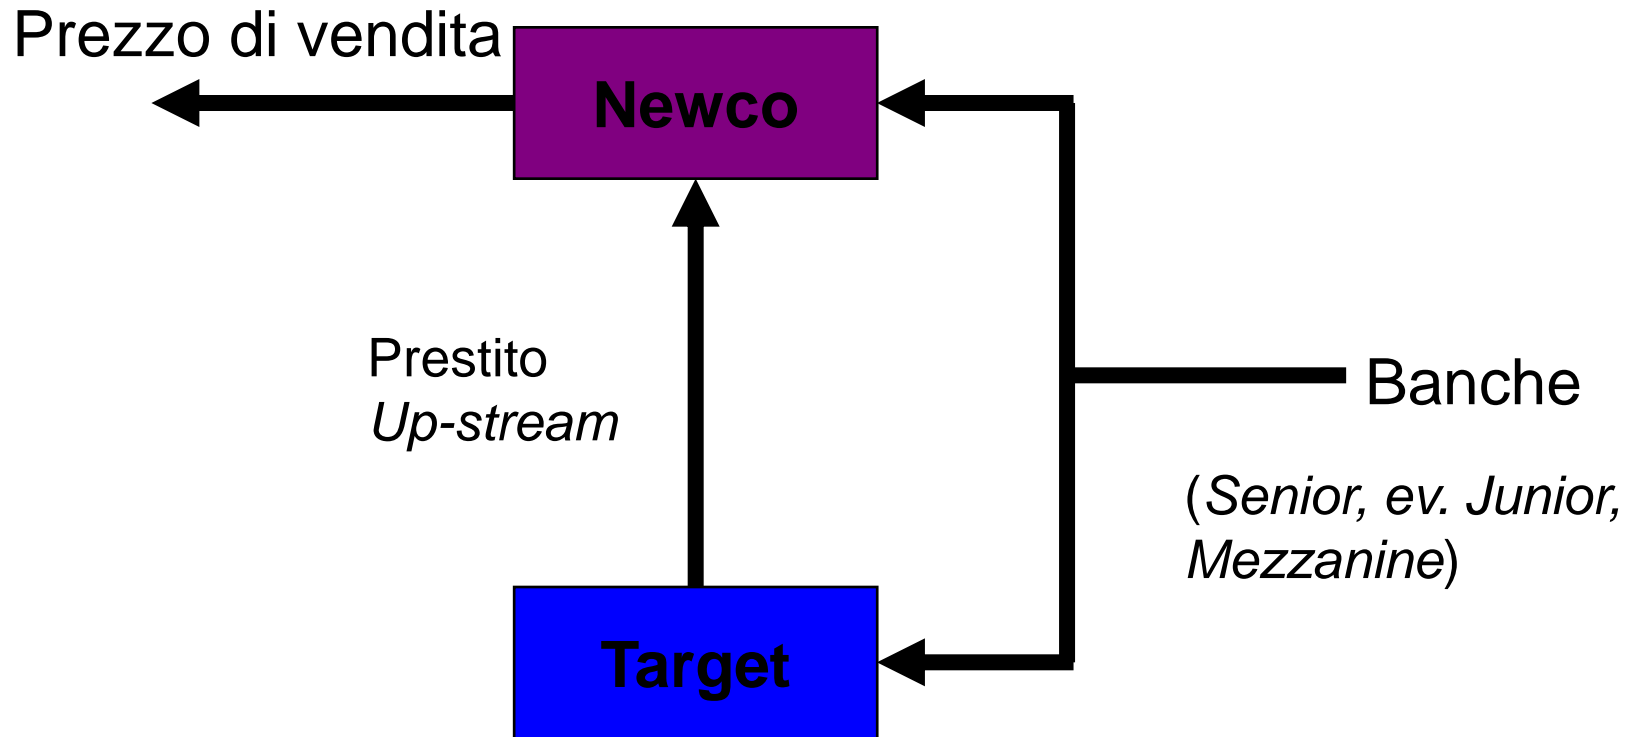 Prezzo di vendita
Newco
Prestito
Up-stream
Banche
(Senior, ev. Junior,
Mezzanine)
Target